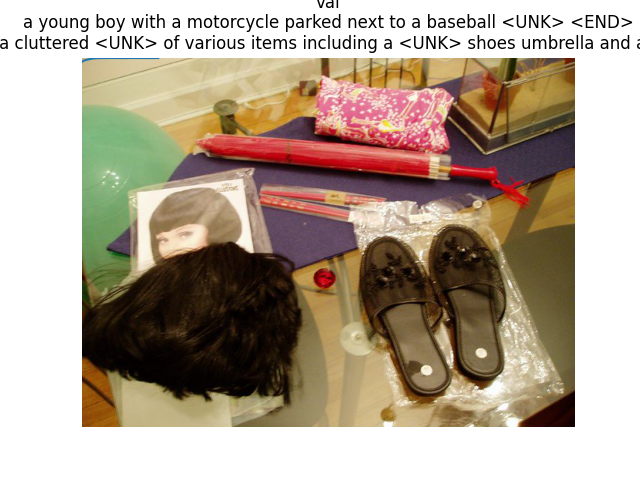 val
a young boy with a motorcycle parked next to a baseball <UNK> <END>
a cluttered <UNK> of various items including a <UNK> shoes umbrella and a